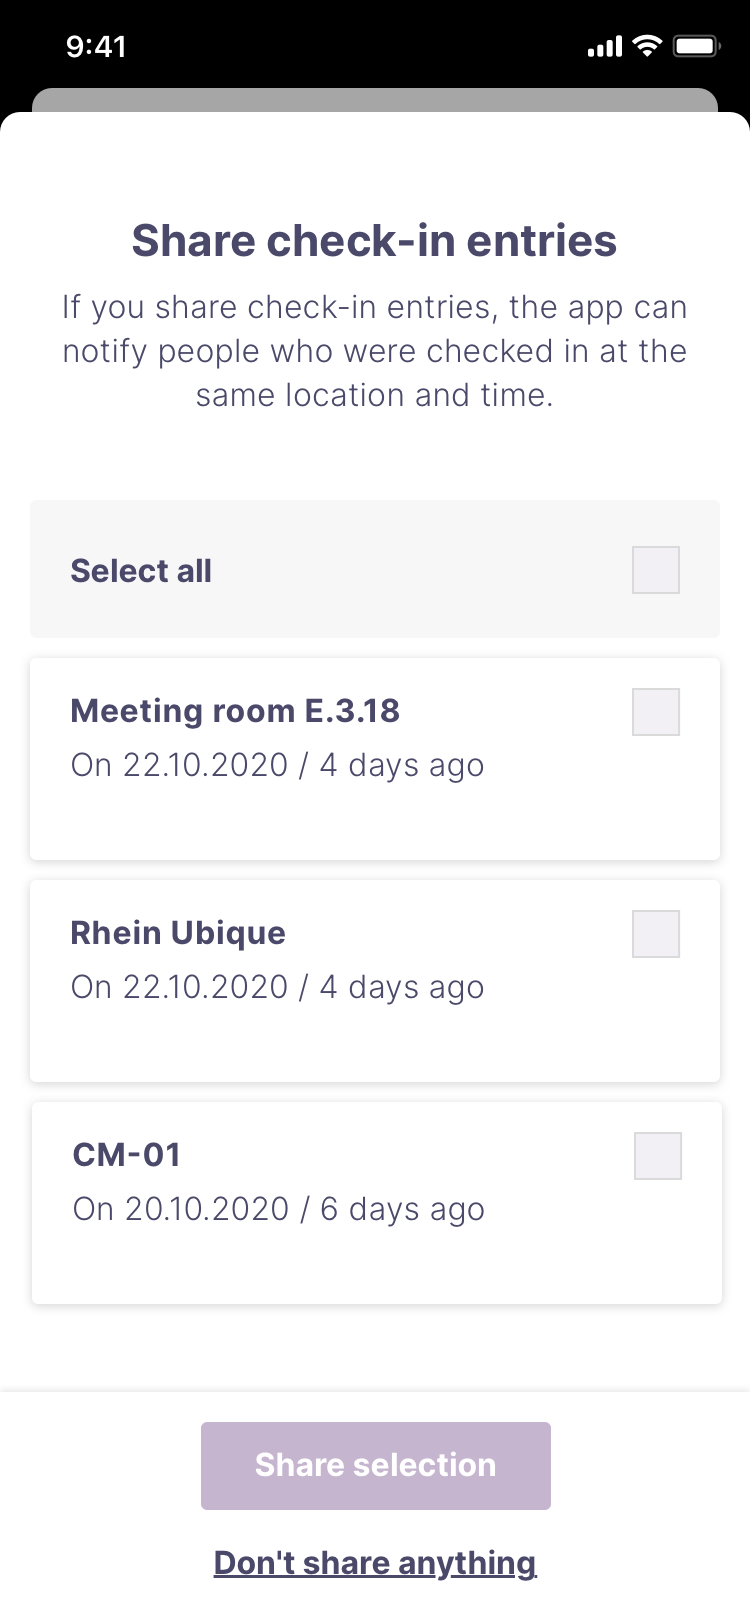 9:41
Share check-in entries
If you share check-in entries, the app can
notify people who were checked in at the
same location and time.
Select all
Meeting room E.3.18
On 22.10.2020 / 4 days ago
Rhein Ubique
On 22.10.2020 / 4 days ago
CM-01
On 20.10.2020 / 6 days ago
Share selection
Don't share anything